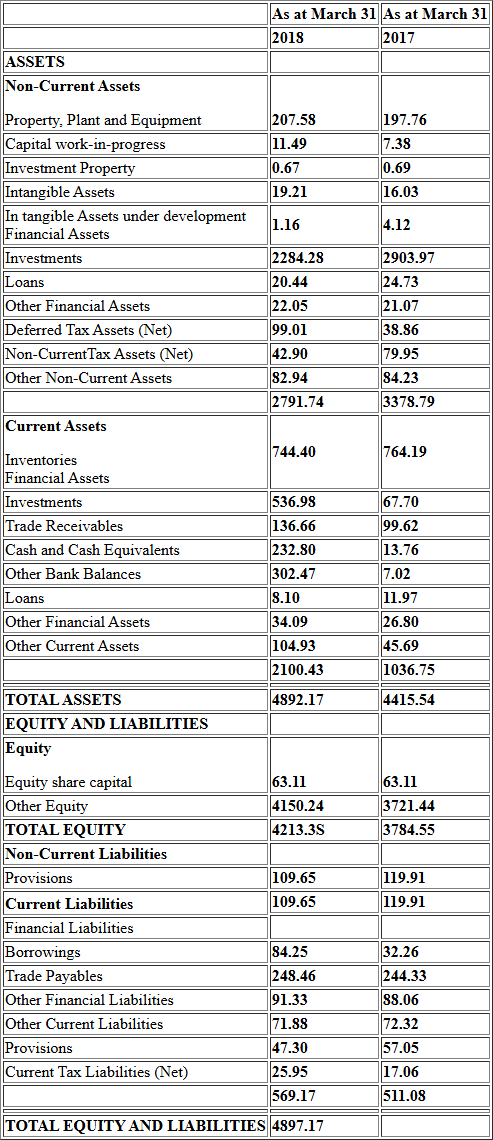 As at March 31 As at March 31
2018 2017
ASSETS
Non-Current Assets
Property, Plant and Equipment 207.58 197.76
Capital work-in-progress 11.49 7.38
Investment Property 0.67 0.69
Intangible Assets 19.21 16.03
In tangible Assets under development
Financial Assets 1.16 4.12
Investments 2284.28 2903.97
Loans 20.44 24.73
Other Financial Assets 22.05 21.07
Deferred Tax Assets (Net) 99.01 38.86
Non-CurrentTax Assets (Net) 42.90 79.95
Other Non-Current Assets 82.94 84.23
2791.74 3378.79
Current Assets
744.40 764.19
Inventories
Financial Assets
Investments 536.98 67.70
Trade Receivables 136.66 99.62
Cash and Cash Equivalents 232.80 13.76
Other Bank Balances 302.47 7.02
Loans 8.10 11.97
Other Financial Assets 34.09 26.80
Other Current Assets 104.93 45.69
2100.43 1036.75
TOTAL ASSETS 4892.17 4415.54
EQUITY AND LIABILITIES
Equity
Equity share capital 63.11 63.11
Other Equity 4150.24 3721.44
TOTAL EQUITY 4213.3S 3784.55
Non-Current Liabilities
Provisions 109.65 119.91
Current Liabilities 109.65 119.91
Financial Liabilities
Borrowings 84.25 32.26
Trade Payables 248.46 244.33
Other Financial Liabilities 91.33 88.06
Other Current Liabilities 71.88 72.32
Provisions 47.30 57.05
Current Tax Liabilities (Net) 25.95 17.06
569.17 511.08
TOTAL EQUITY AND LIABILITIES 4897.17